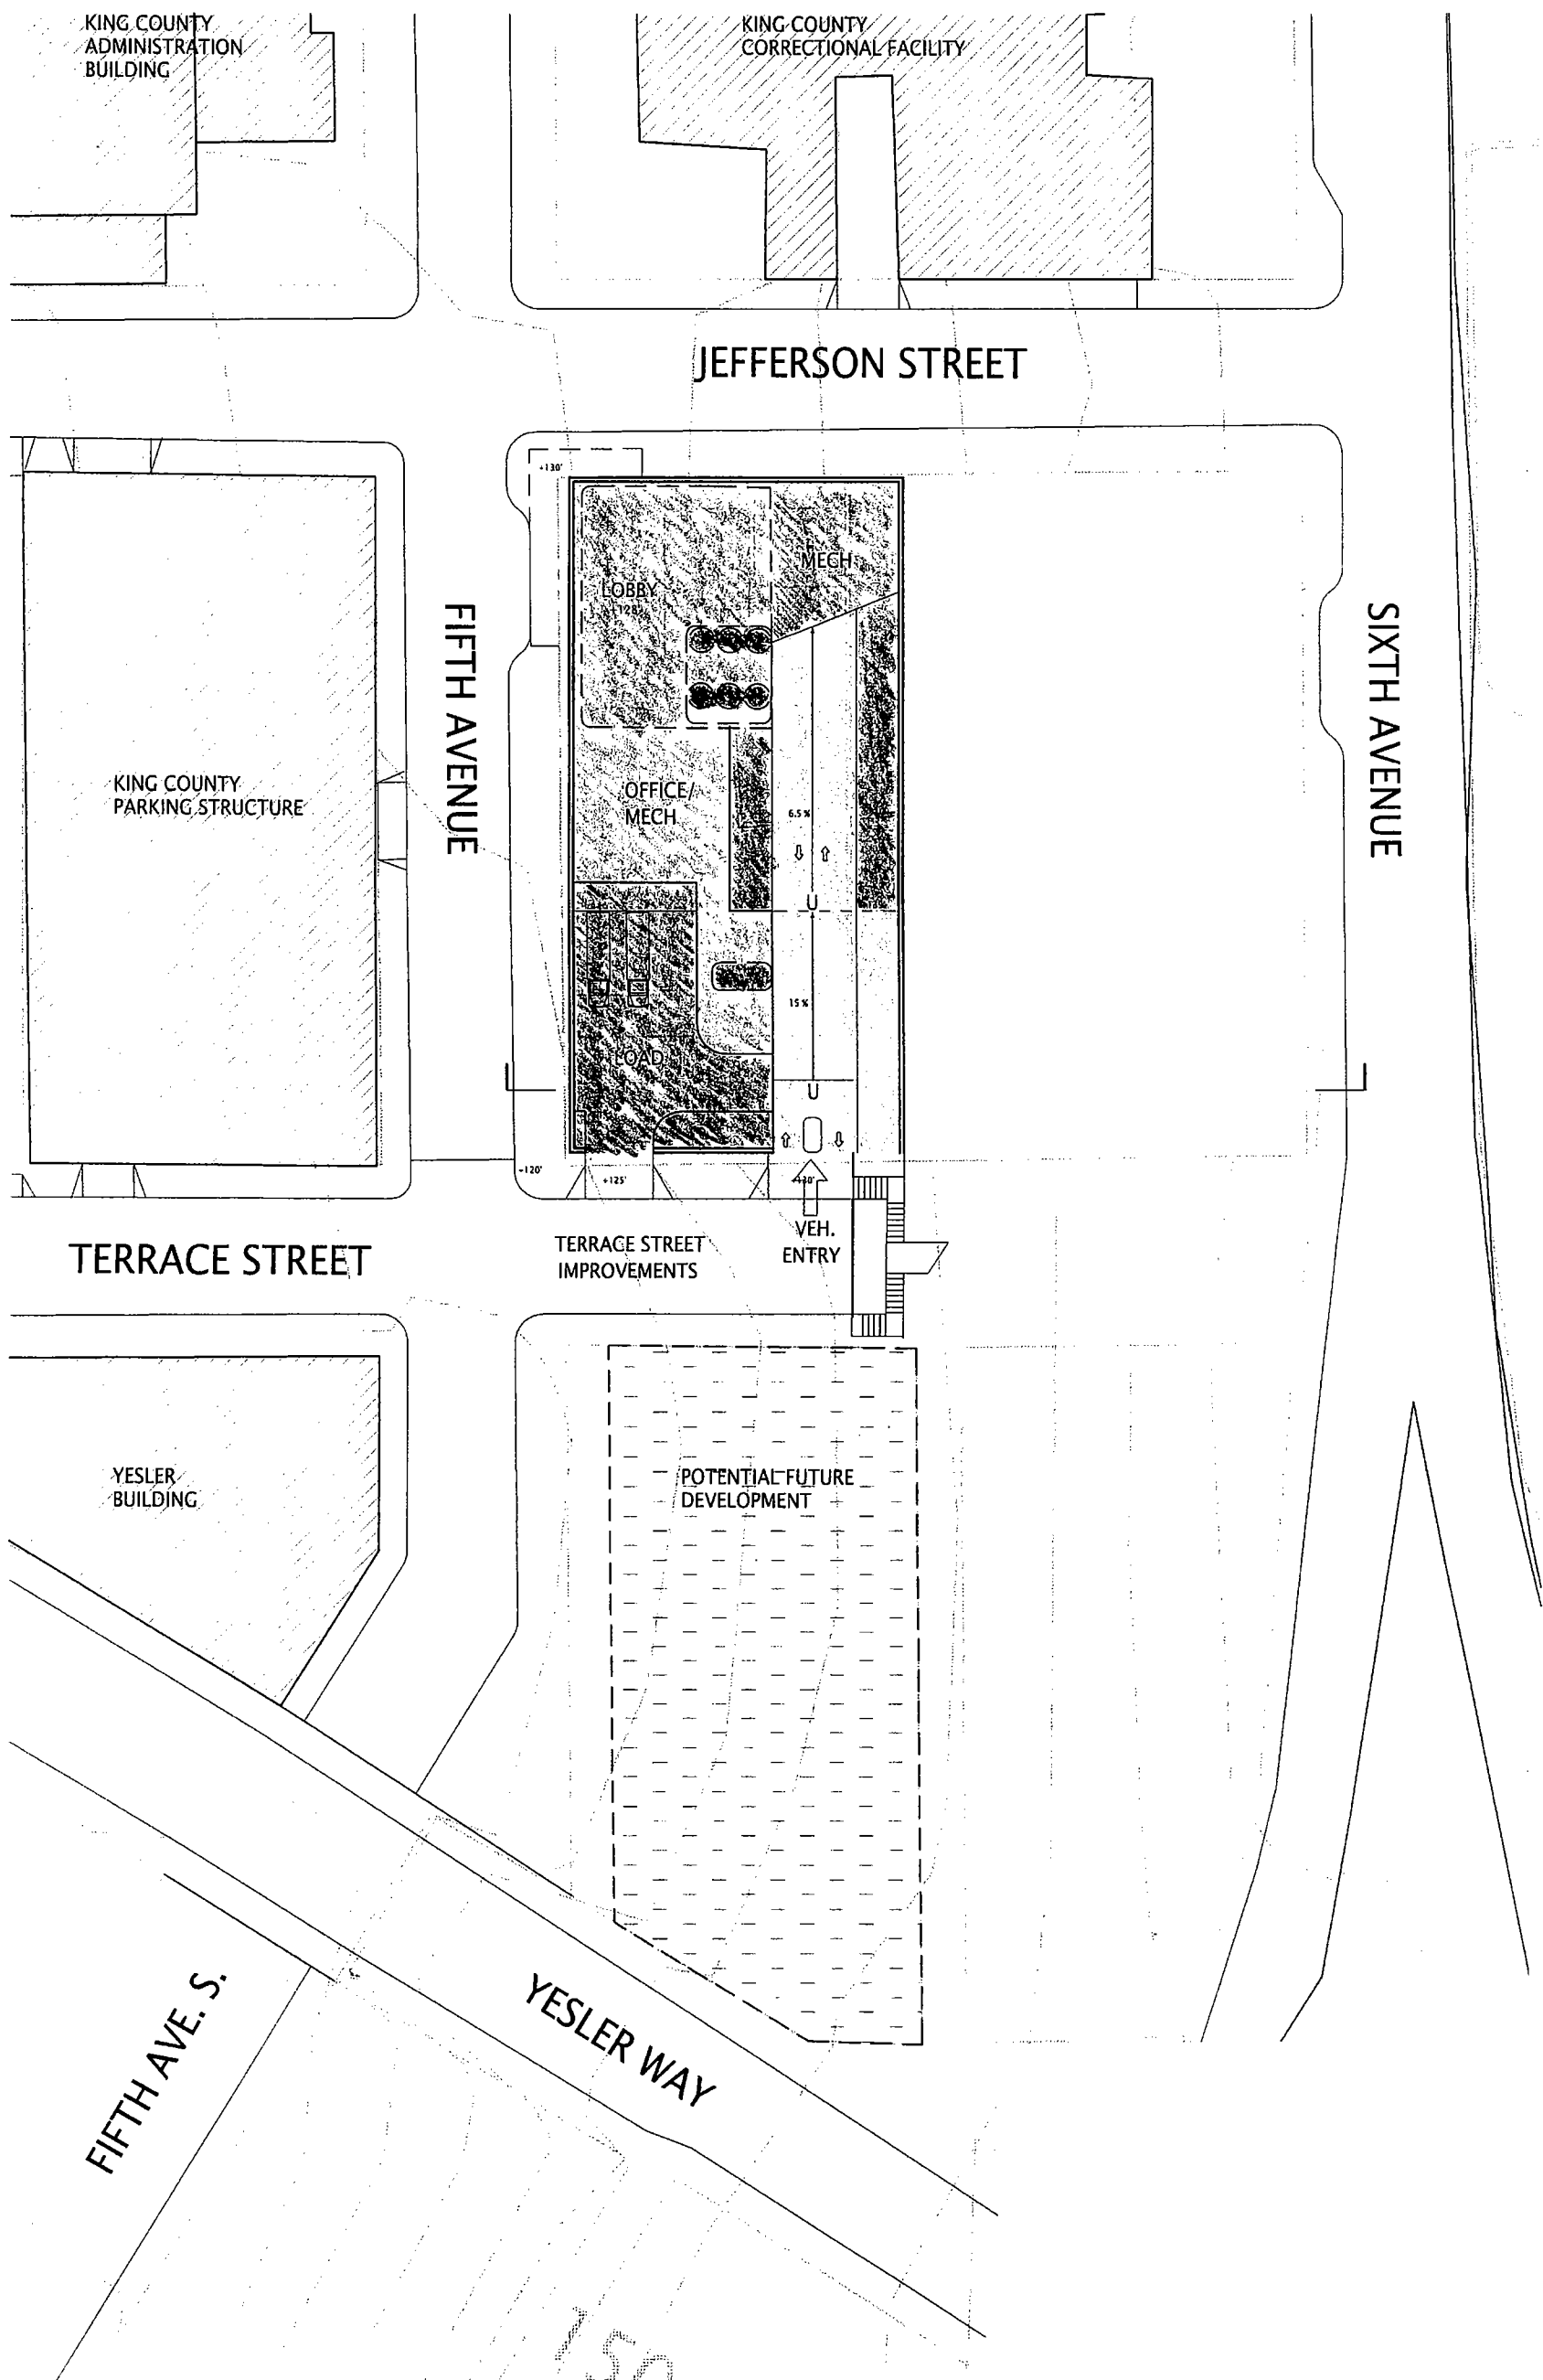 KING COUNTY
ADMINISTRATION
BUILDING
KING COUNTY
CORRECTIONAL FACILITY
JEFFERSON STREET
+130'
MECH
LOBBY
FIFTH AVENUE
SIXTH AVENUE
KING COUNTY
PARKING STRUCTURE
OFFICE/
MECH
6.5%
U
15%
LOAD
U
+120'
+125'
+130'
VEH.
ENTRY
TERRACE STREET
TERRACE STREET
IMPROVEMENTS
YESLER
BUILDING
POTENTIAL FUTURE
DEVELOPMENT
FIFTH AVE. S.
YESLER WAY
150